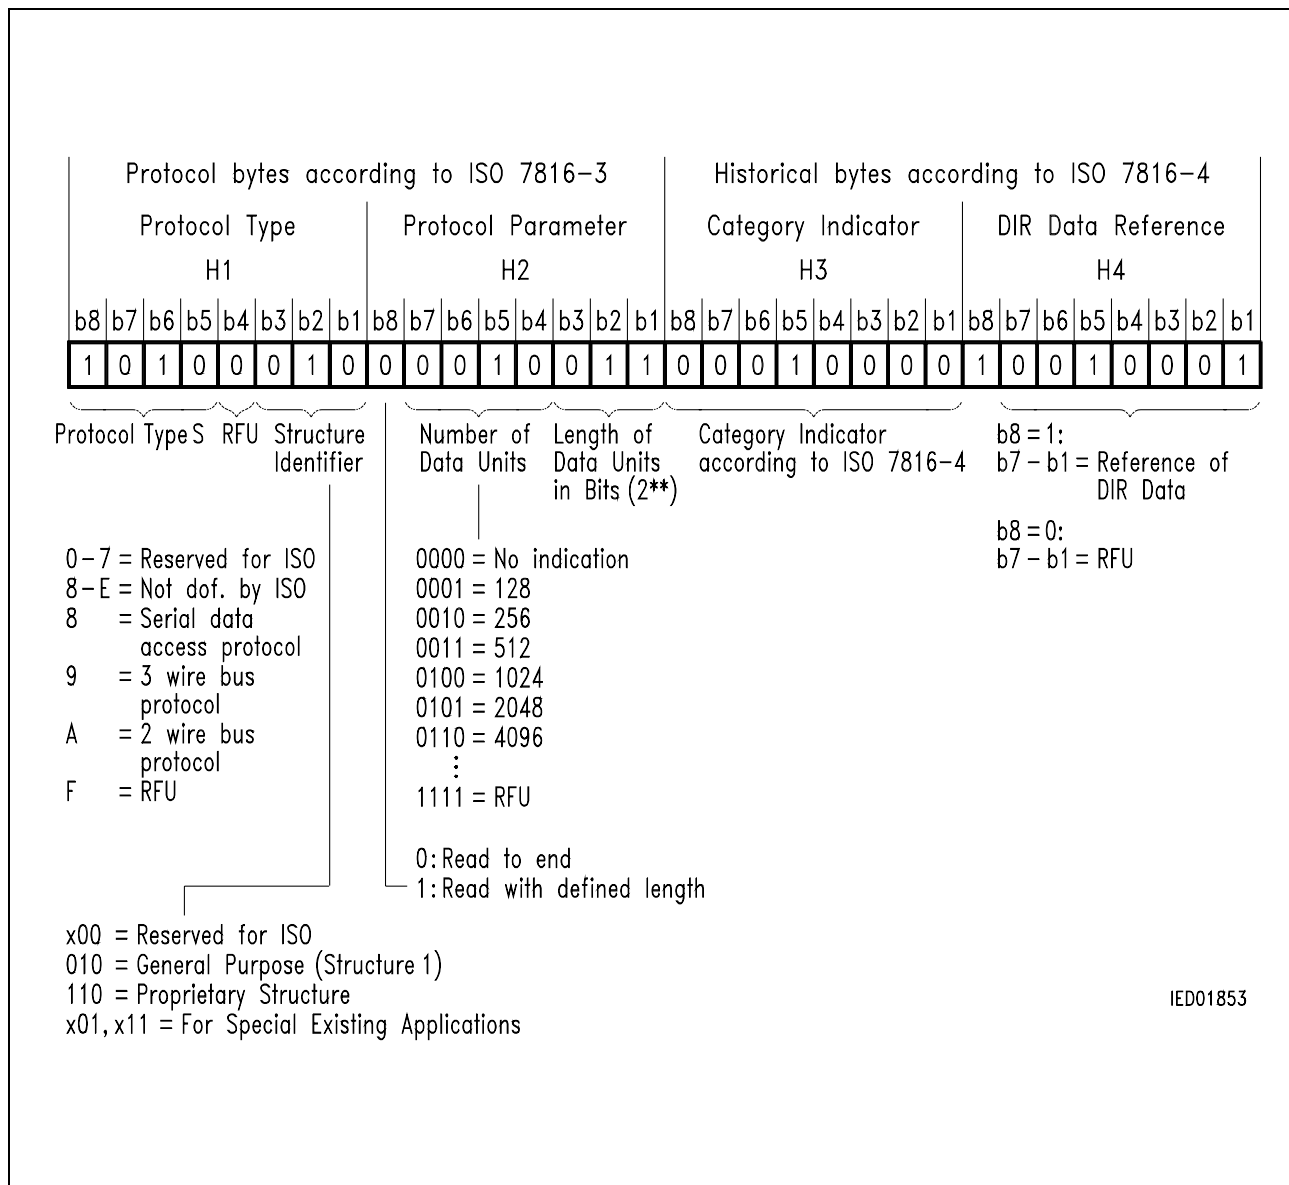 Protocol bytes according to ISO 7816-3
Historical bytes according to ISO 7816-4
Protocol Type
Protocol Parameter
Category Indicator
DIR Data Reference
H1
H2
H3
H4
b8 b7 b6 b5 b4 b3 b2 b1 b8 b7 b6 b5 b4 b3 b2 b1 b8 b7 b6 b5 b4 b3 b2 b1 b8 b7 b6 b5 b4 b3 b2 b1
1 0 1 0 0 0 1 0 0 0 0 1 0 0 1 1 0 0 0 1 0 0 0 0 1 0 0 1 0 0 0 1
Protocol Type S
RFU
Structure
Identifier
Number of
Data Units
Length of
Data Units
in Bits (2**)
Category Indicator
according to ISO 7816-4
b8 = 1:
b7 - b1 = Reference of
DIR Data
b8 = 0:
b7 - b1 = RFU
0 - 7 = Reserved for ISO
8 - E = Not dof. by ISO
8 = Serial data
access protocol
9 = 3 wire bus
protocol
A = 2 wire bus
protocol
F = RFU
0000 = No indication
0001 = 128
0010 = 256
0011 = 512
0100 = 1024
0101 = 2048
0110 = 4096
⋮
1111 = RFU
0: Read to end
1: Read with defined length
x00 = Reserved for ISO
010 = General Purpose (Structure 1)
110 = Proprietary Structure
x01, x11 = For Special Existing Applications
IED01853